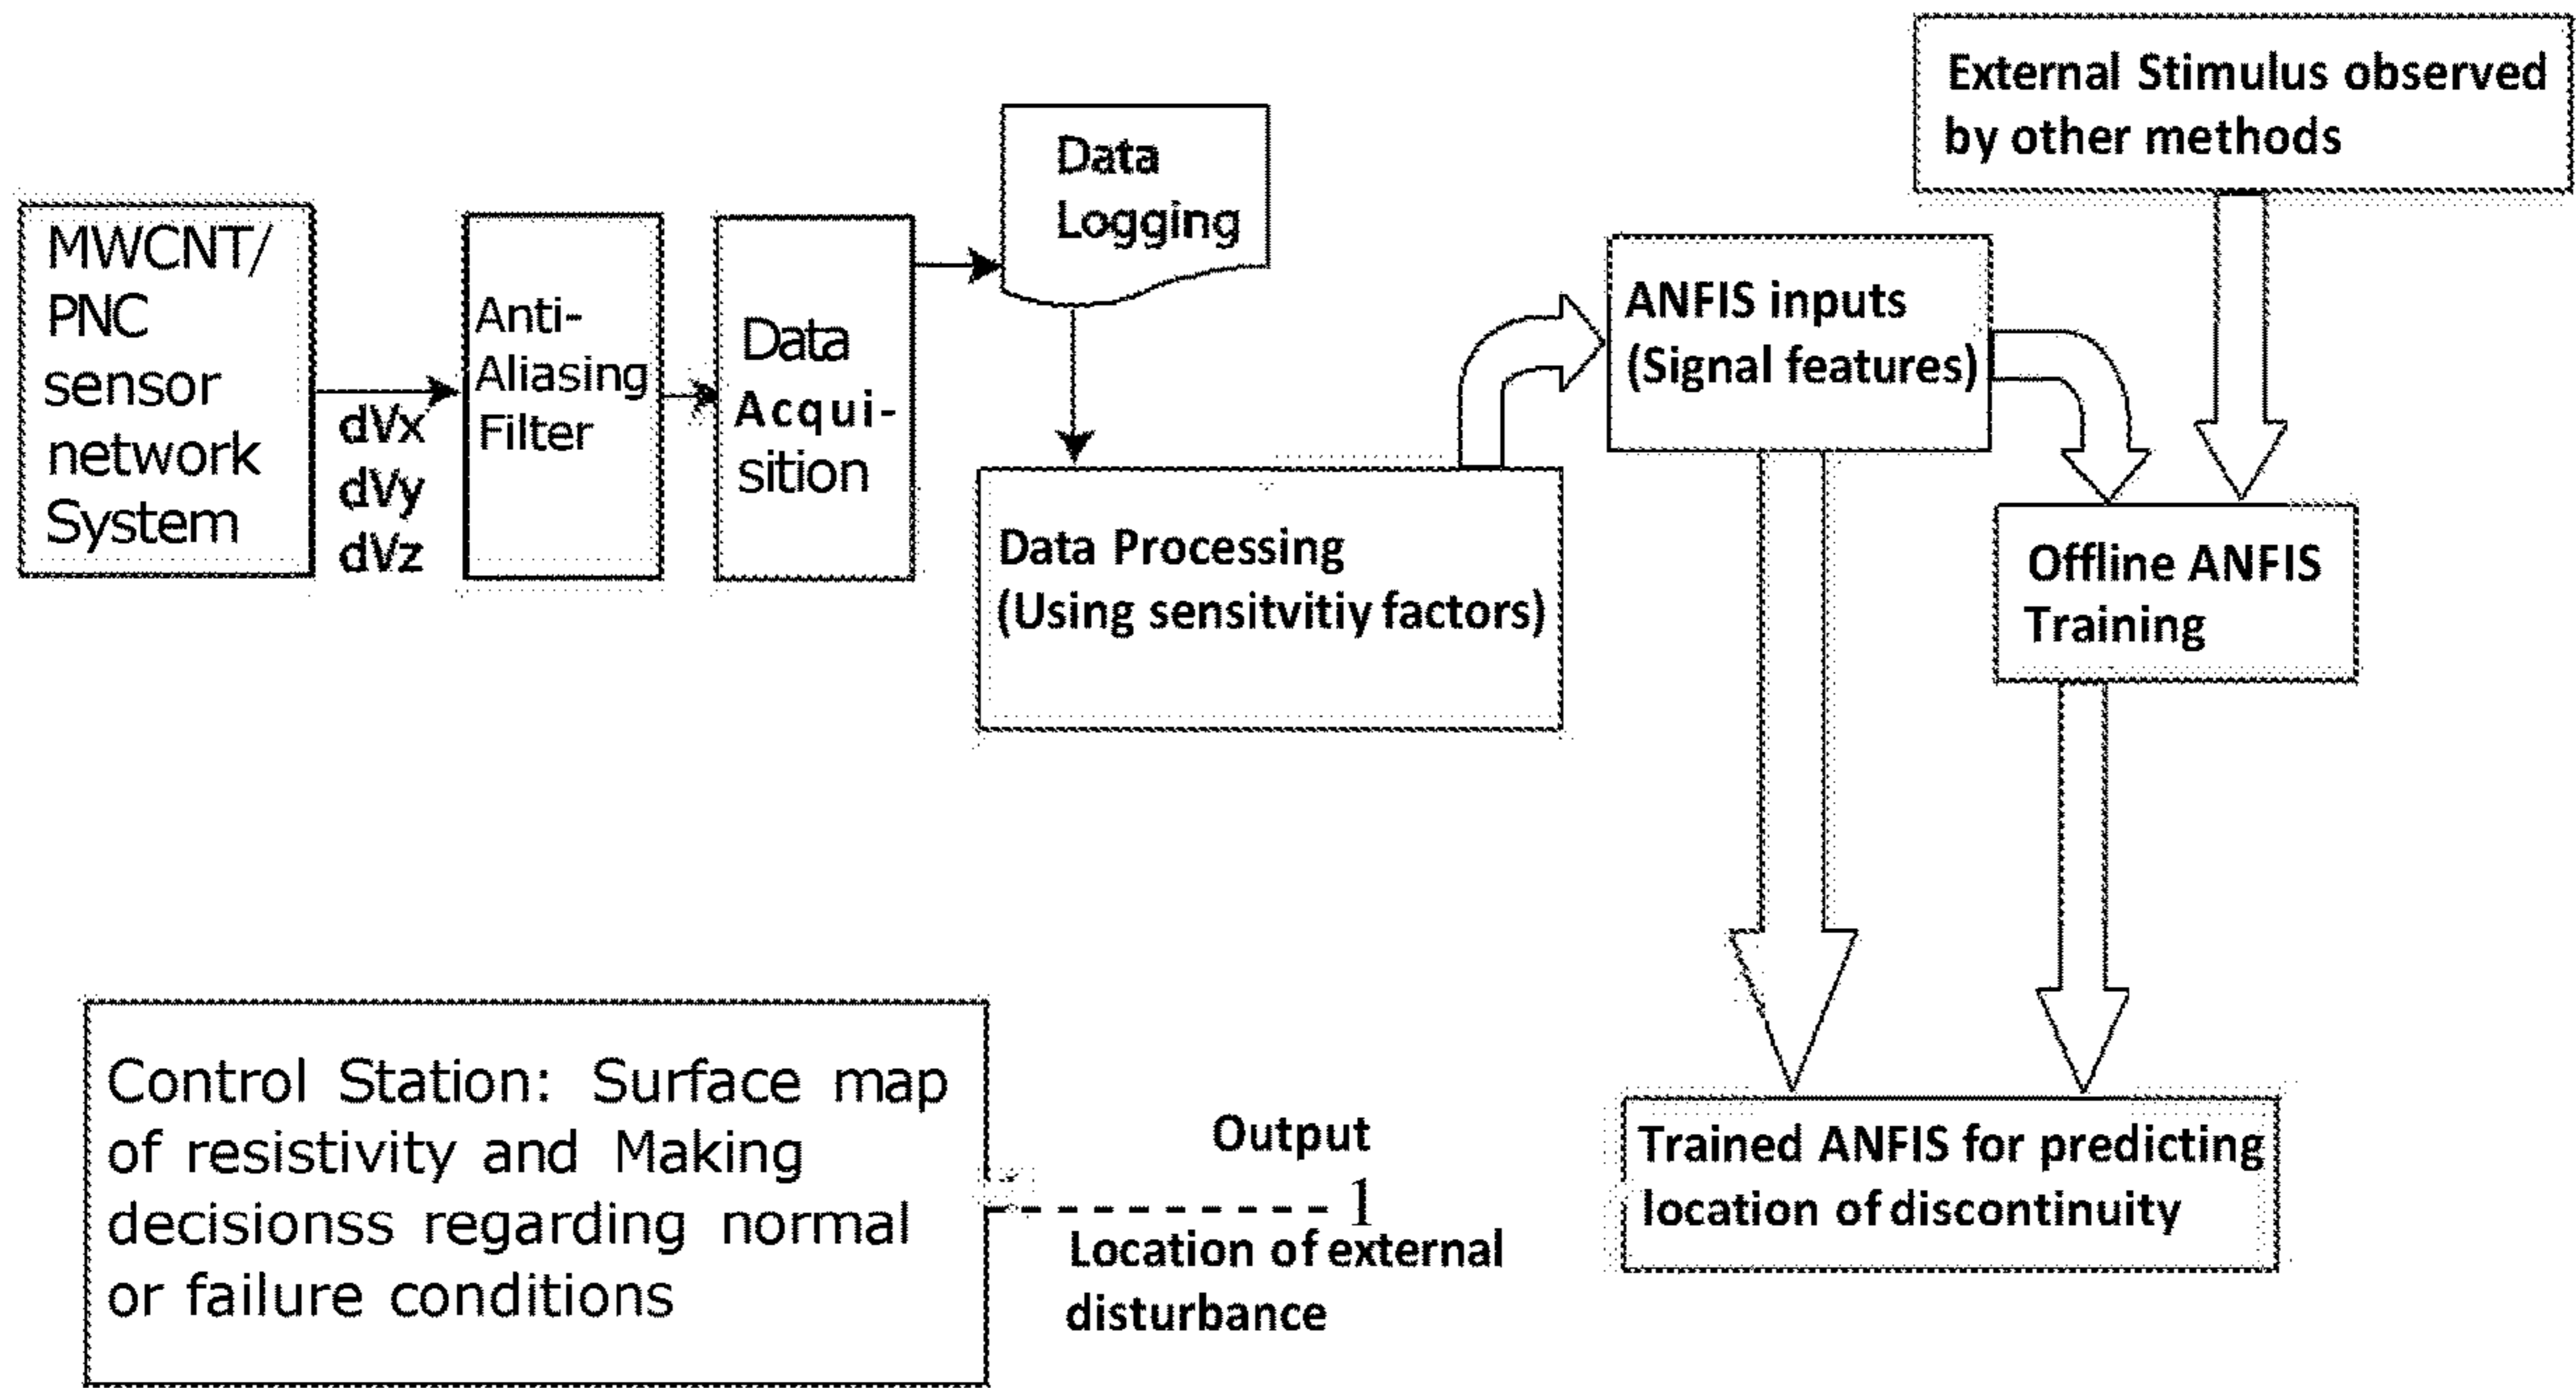 MWCNT/
PNC
sensor
network
System
dVx
dVy
dVz
Anti-
Aliasing
Filter
Data
Acqui-
sition
Data
Logging
Data Processing
(Using sensitvitiy factors)
ANFIS inputs
(Signal features)
External Stimulus observed
by other methods
Offline ANFIS
Training
Trained ANFIS for predicting
location of discontinuity
Output
1
Location of external
disturbance
Control Station: Surface map
of resistivity and Making
decisionss regarding normal
or failure conditions